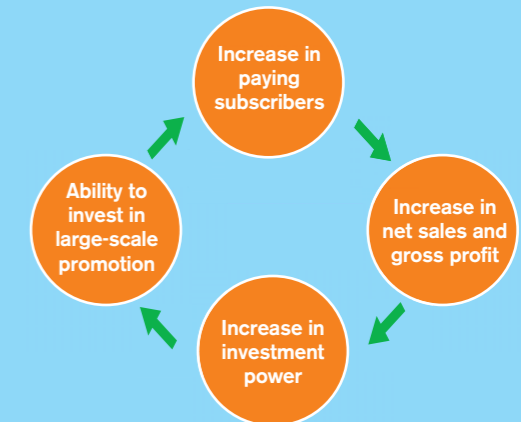 Increase in
paying
subscribers
Increase in
net sales and
gross profit
Increase in
investment
power
Ability to
invest in
large-scale
promotion